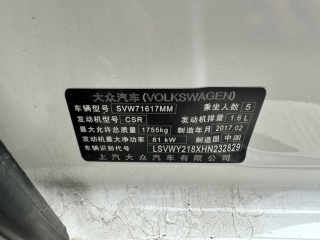 大众汽车(VOLKSWAGEN)
车辆型号 SVW71617MM 乘坐人数 5
发动机型号 CSR 发动机排量 1.6 L
最大允许总质量 1755kg 制造年月 2017.02
发动机最大净功率 81 kW 制造国 中国
车辆识别代号 LSVWY218XHN232829
上汽大众汽车有限公司